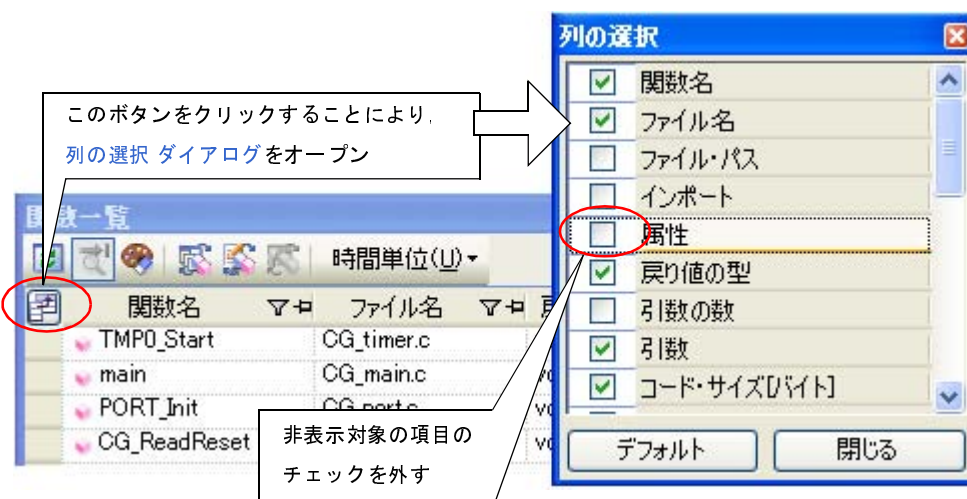 列の選択
関数名
ファイル名
ファイル・パス
インポート
属性
戻り値の型
引数の数
引数
コード・サイズ[バイト]
デフォルト
閉じる
このボタンをクリックすることにより,
列の選択 ダイアログをオープン
関数一覧
時間単位(U)
関数名 ファイル名
TMP0_Start CG_timer.c
main CG_main.c
PORT_Init
CG_ReadReset
非表示対象の項目の
チェックを外す